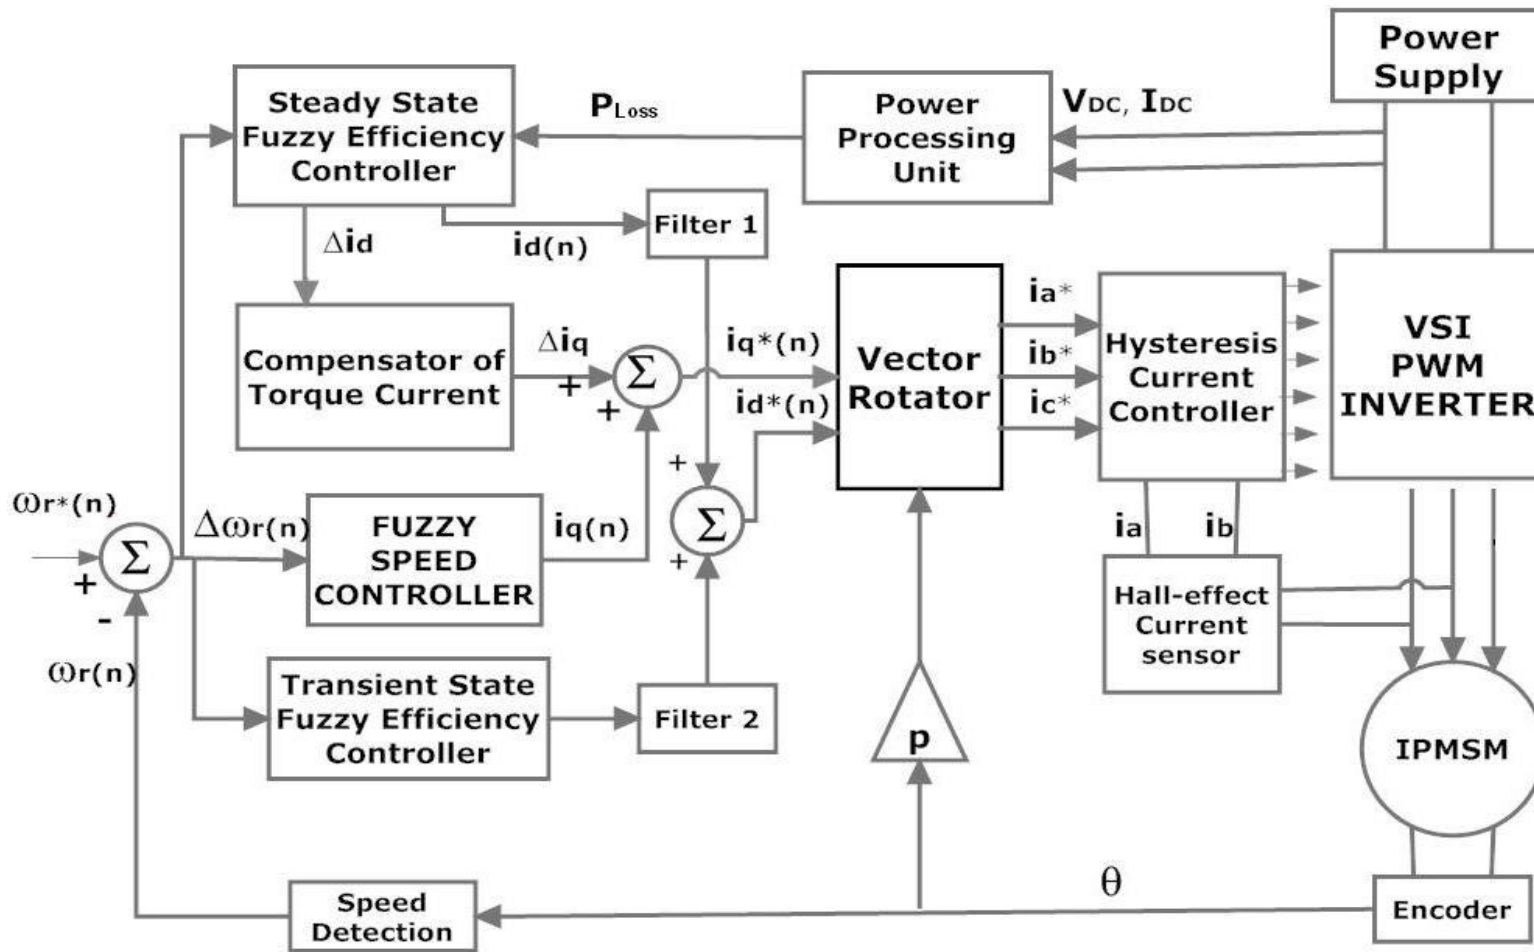 Power
Supply
Steady State
Fuzzy Efficiency
Controller
PLoss
Power
Processing
Unit
VDC, IDC
Filter 1
Δid
id(n)
Compensator of
Torque Current
Δiq
+
+
Σ
iq*(n)
id*(n)
Vector
Rotator
ia*
ib*
ic*
Hysteresis
Current
Controller
VSI
PWM
INVERTER
ωr*(n)
+
-
Σ
Δωr(n)
FUZZY
SPEED
CONTROLLER
iq(n)
+
Σ
+
ia
ib
Hall-effect
Current
sensor
ωr(n)
Transient State
Fuzzy Efficiency
Controller
Filter 2
p
IPMSM
Speed
Detection
θ
Encoder